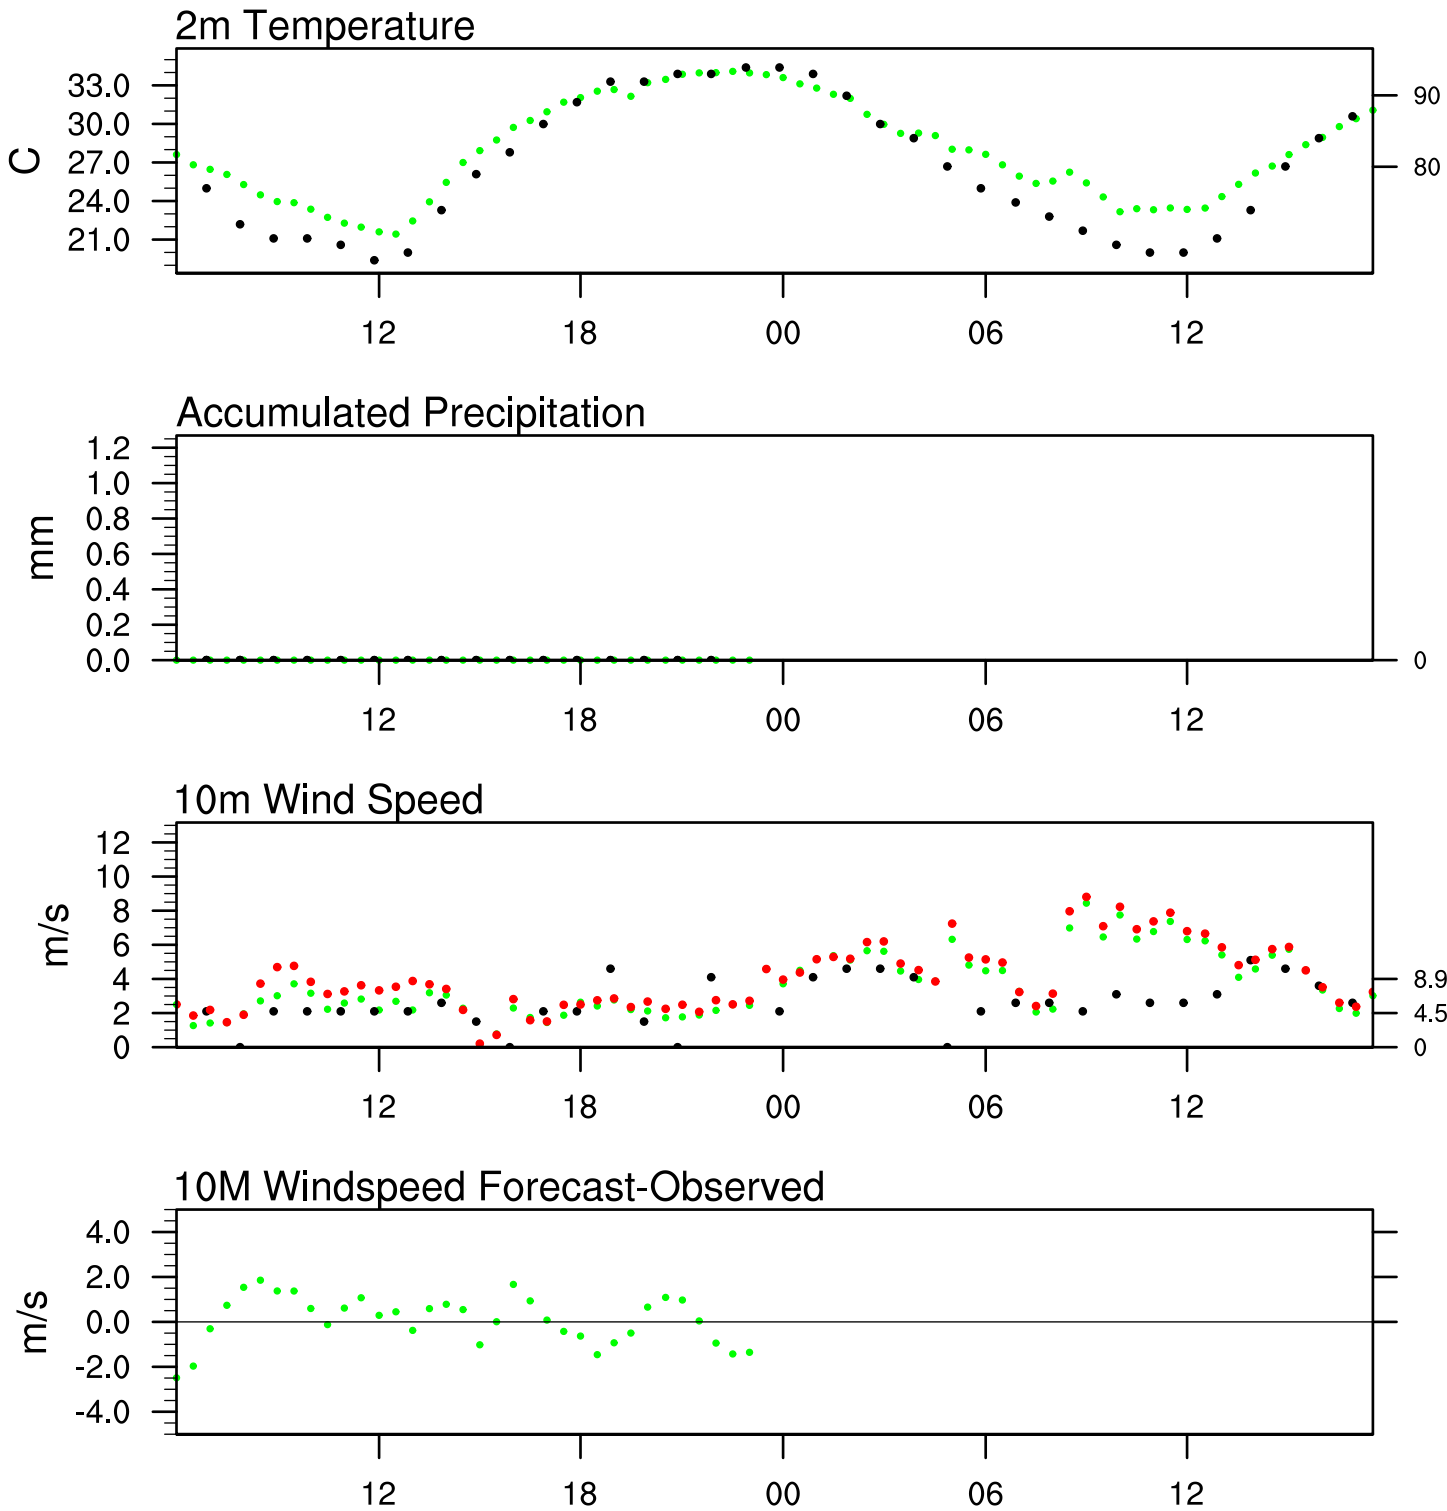 2m Temperature
33.0
30.0
27.0
24.0
21.0
C
90
80
12 18 00 06 12
Accumulated Precipitation
1.2
1.0
0.8
0.6
0.4
0.2
0.0
mm
0
12 18 00 06 12
10m Wind Speed
12
10
8
6
4
2
0
m/s
8.9
4.5
0
12 18 00 06 12
10M Windspeed Forecast-Observed
4.0
2.0
0.0
-2.0
-4.0
m/s
12 18 00 06 12